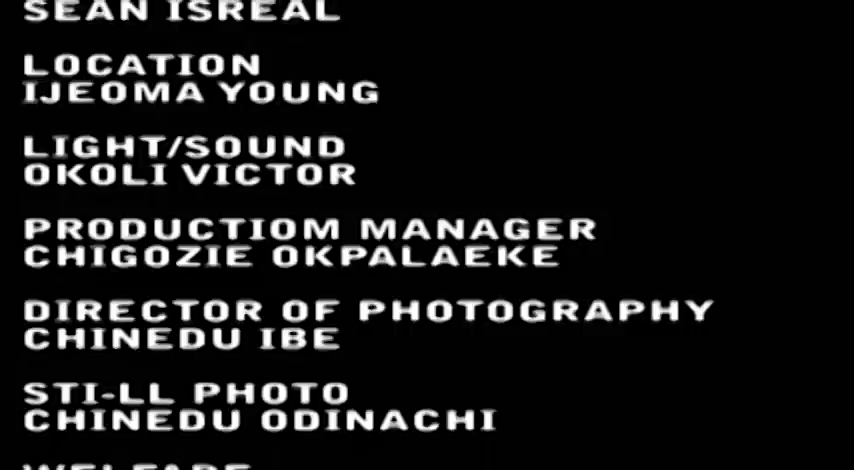 SEAN ISREAL
LOCATION
IJEOMA YOUNG
LIGHT/SOUND
OKOLI VICTOR
PRODUCTIOM MANAGER
CHIGOZIE OKPALAEKE
DIRECTOR OF PHOTOGRAPHY
CHINEDU IBE
STI-LL PHOTO
CHINEDU ODINACHI
WELFARE